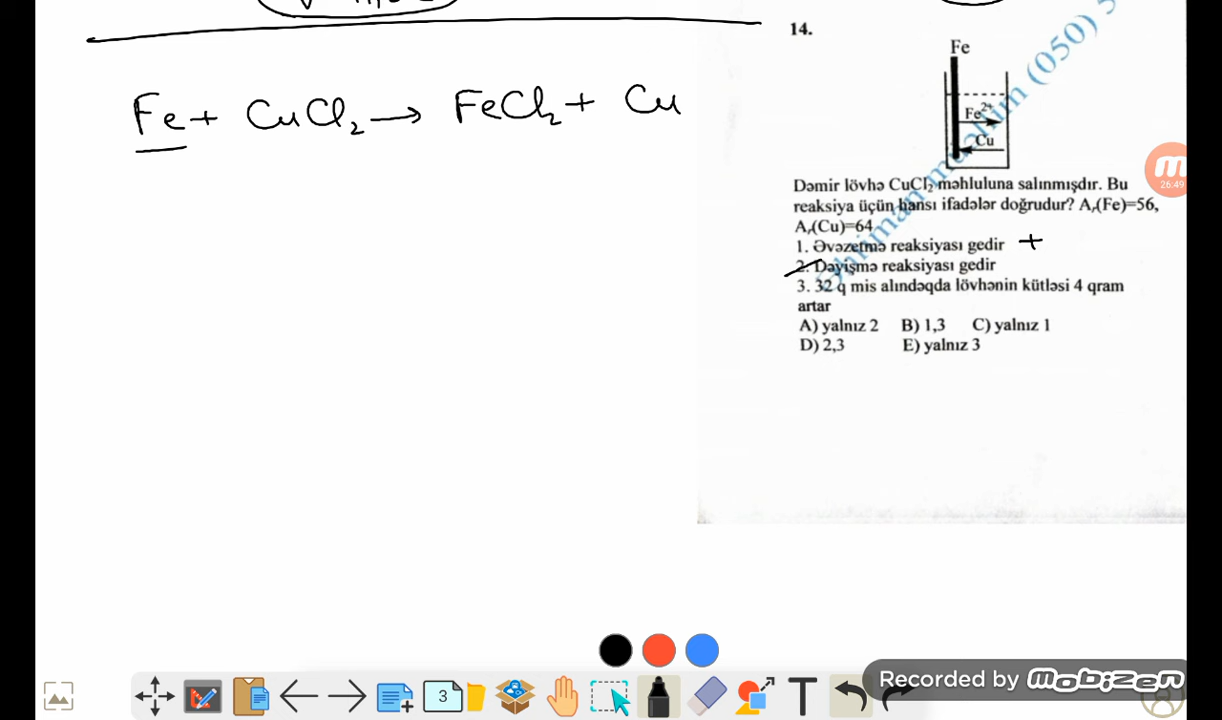 Fe + CuCl₂ → FeCl₂ + Cu
14.
Fe
Fe²⁺
Cu
(050)
26:49
Dəmir lövhə CuCl₂ məhluluna salınmışdır. Bu
reaksiya üçün hansı ifadələr doğrudur? Aᵣ(Fe)=56,
Aᵣ(Cu)=64
1. Əvəzetmə reaksiyası gedir +
2. Dəyişmə reaksiyası gedir
3. 32 q mis alındəqda lövhənin kütləsi 4 qram
artar
A) yalnız 2 B) 1,3 C) yalnız 1
D) 2,3 E) yalnız 3
3
T
Recorded by mobizen